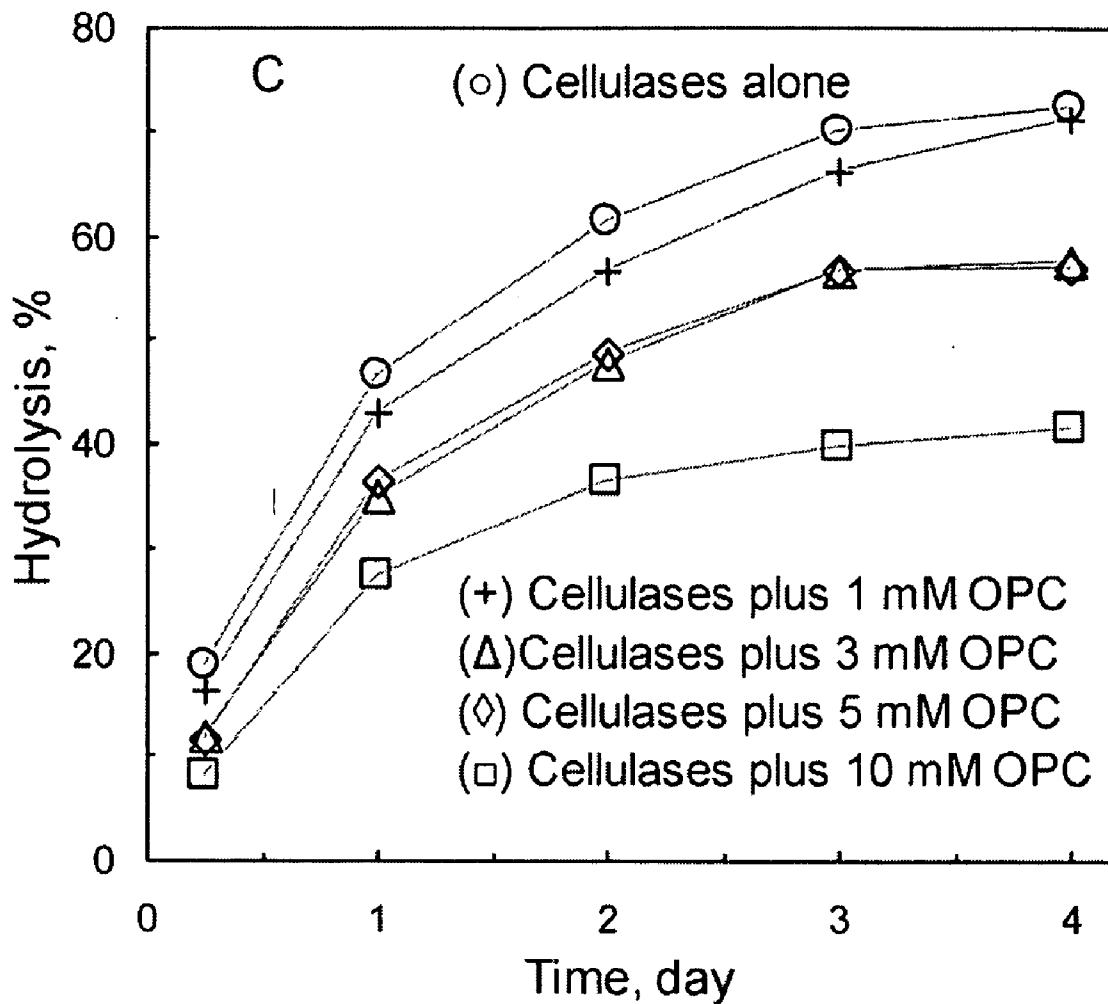 80
C
(○) Cellulases alone
60
Hydrolysis, %
40
(+) Cellulases plus 1 mM OPC
20
(Δ)Cellulases plus 3 mM OPC
(◇) Cellulases plus 5 mM OPC
(□) Cellulases plus 10 mM OPC
0
0 1 2 3 4
Time, day